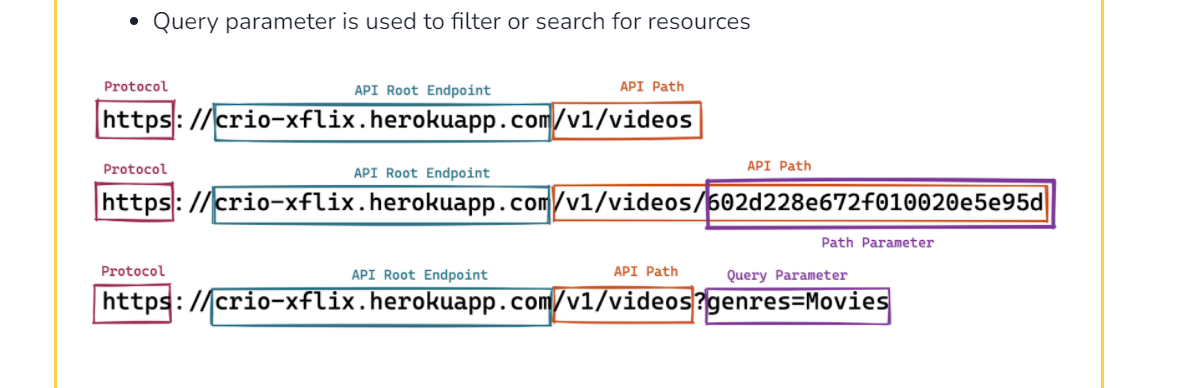 • Query parameter is used to filter or search for resources
Protocol API Root Endpoint API Path
https://crio-xflix.herokuapp.com/v1/videos
Protocol API Root Endpoint API Path
https://crio-xflix.herokuapp.com/v1/videos/602d228e672f010020e5e95d
Path Parameter
Protocol API Root Endpoint API Path Query Parameter
https://crio-xflix.herokuapp.com/v1/videos?genres=Movies